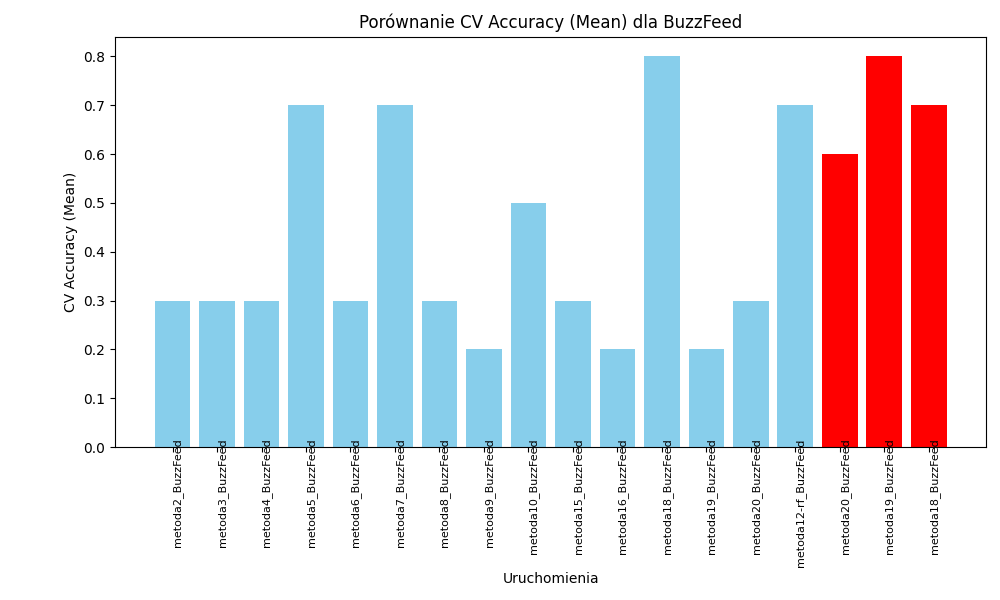 Porównanie CV Accuracy (Mean) dla BuzzFeed
CV Accuracy (Mean)
0.8
0.7
0.6
0.5
0.4
0.3
0.2
0.1
0.0
metoda2_BuzzFeed
metoda3_BuzzFeed
metoda4_BuzzFeed
metoda5_BuzzFeed
metoda6_BuzzFeed
metoda7_BuzzFeed
metoda8_BuzzFeed
metoda9_BuzzFeed
metoda10_BuzzFeed
metoda15_BuzzFeed
metoda16_BuzzFeed
metoda18_BuzzFeed
metoda19_BuzzFeed
metoda20_BuzzFeed
metoda12-rf_BuzzFeed
metoda20_BuzzFeed
metoda19_BuzzFeed
metoda18_BuzzFeed
Uruchomienia